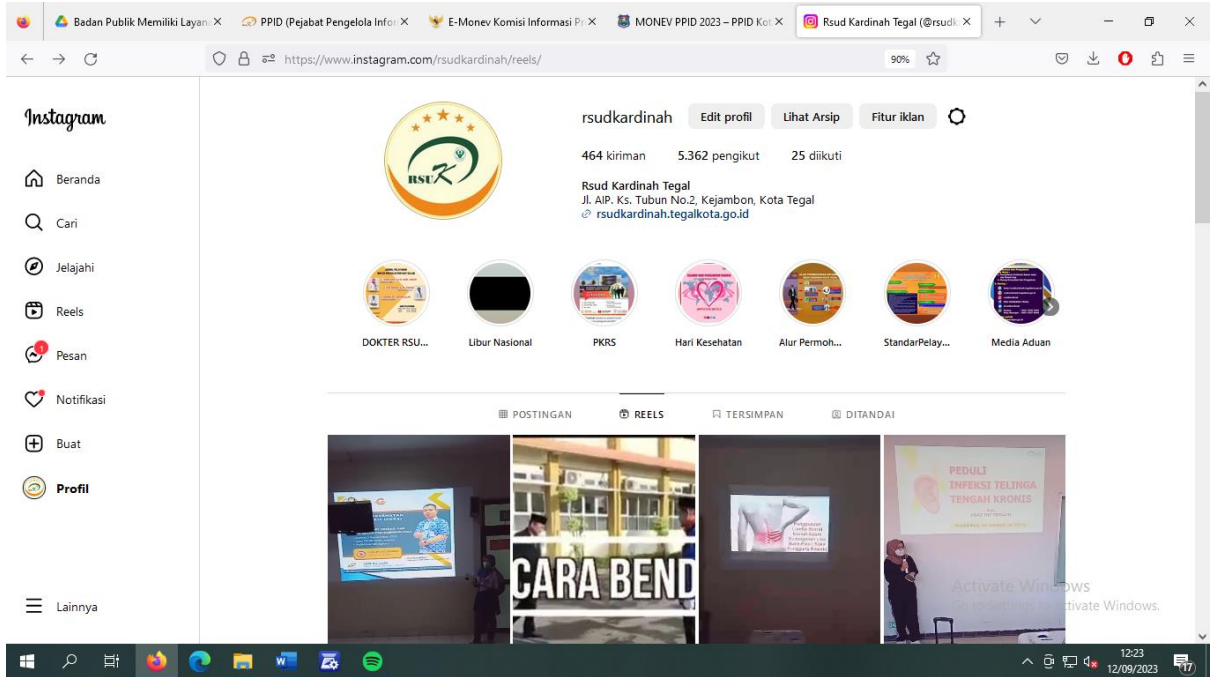 Badan Publik Memiliki Layan
PPID (Pejabat Pengelola Infor
E-Monev Komisi Informasi Pr
MONEV PPID 2023 – PPID Kot
Rsud Kardinah Tegal (@rsudk
https://www.instagram.com/rsudkardinah/reels/
90%
Instagram
Beranda
Cari
Jelajahi
Reels
1
Pesan
Notifikasi
Buat
Profil
Lainnya
RSUK
rsudkardinah
Edit profil
Lihat Arsip
Fitur iklan
464 kiriman
5.362 pengikut
25 diikuti
Rsud Kardinah Tegal
Jl. AIP. Ks. Tubun No.2, Kejambon, Kota Tegal
rsudkardinah.tegalkota.go.id
DOKTER RSU...
Libur Nasional
PKRS
Hari Kesehatan
Alur Permoh...
StandarPelay...
Media Aduan
POSTINGAN
REELS
TERSIMPAN
DITANDAI
CARA BEND
PEDULI
INFEKSI TELINGA
TENGAH KRONIS
Activate Windows
Go to Settings to activate Windows.
12:23
12/09/2023
17